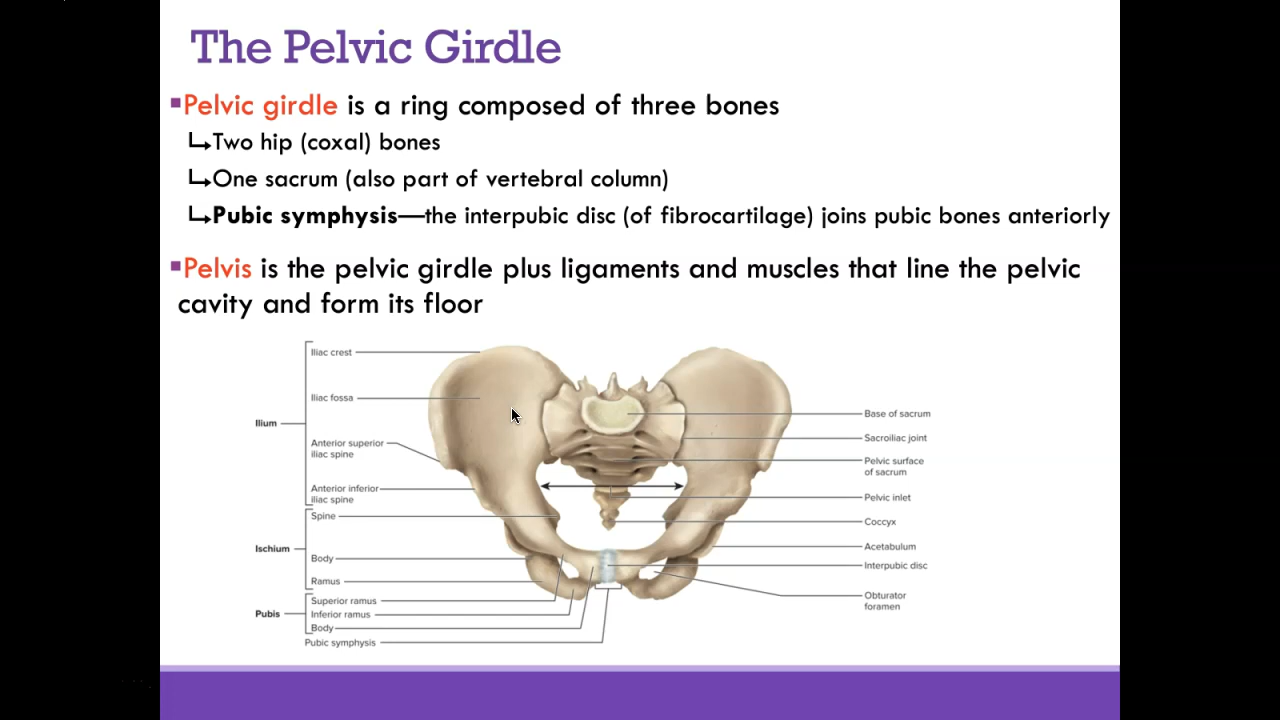 The Pelvic Girdle
▪Pelvic girdle is a ring composed of three bones
↳Two hip (coxal) bones
↳One sacrum (also part of vertebral column)
↳Pubic symphysis—the interpubic disc (of fibrocartilage) joins pubic bones anteriorly
▪Pelvis is the pelvic girdle plus ligaments and muscles that line the pelvic
cavity and form its floor
Ilium
Iliac crest
Iliac fossa
Anterior superior
iliac spine
Anterior inferior
iliac spine
Ischium
Spine
Body
Ramus
Pubis
Superior ramus
Inferior ramus
Body
Pubic symphysis
Base of sacrum
Sacroiliac joint
Pelvic surface
of sacrum
Pelvic inlet
Coccyx
Acetabulum
Interpubic disc
Obturator
foramen